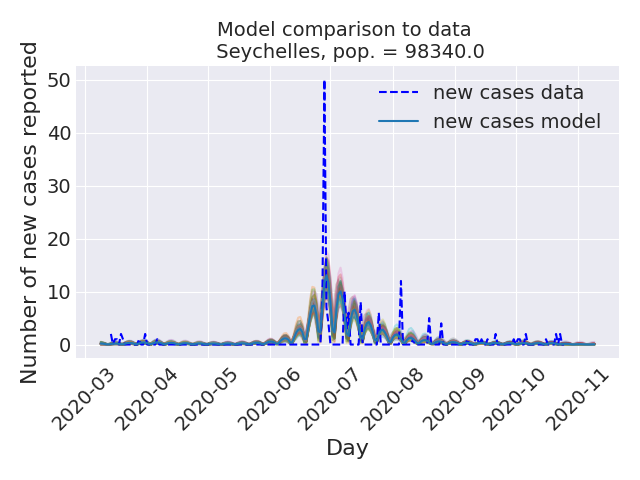 Model comparison to data
Seychelles, pop. = 98340.0
Number of new cases reported
50
40
30
20
10
0
new cases data
new cases model
2020-03
2020-04
2020-05
2020-06
2020-07
2020-08
2020-09
2020-10
2020-11
Day